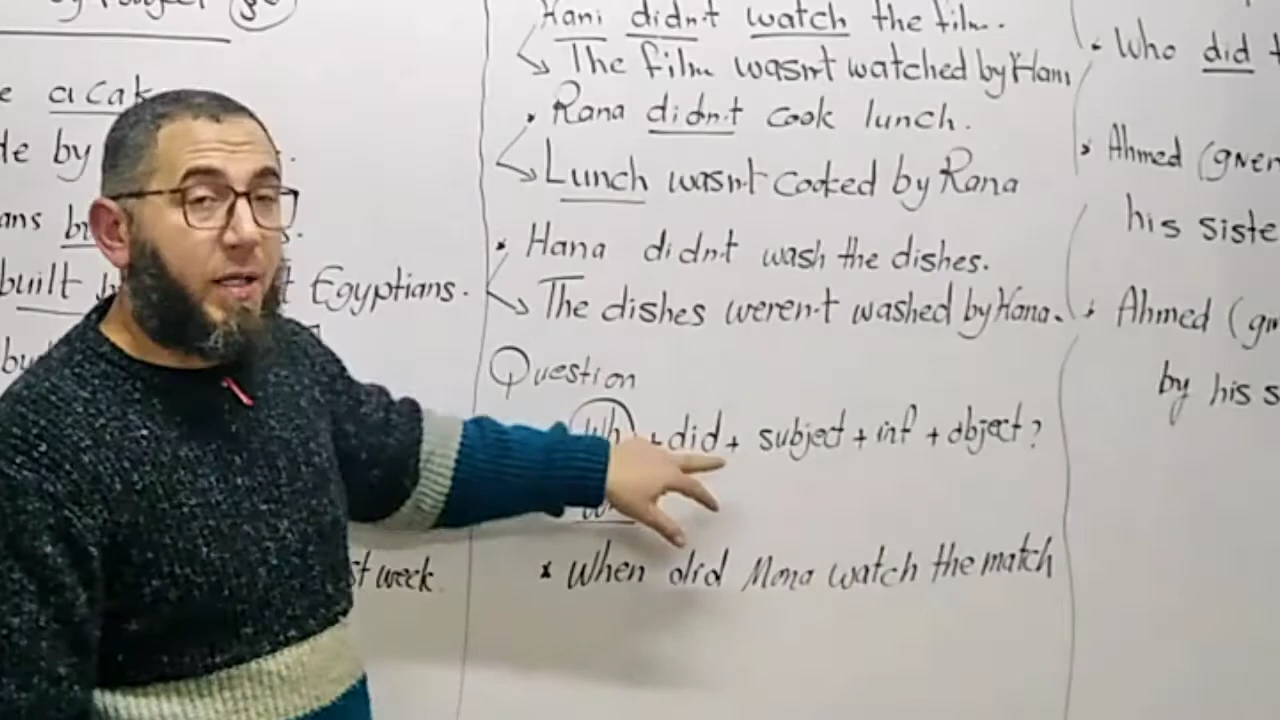 by
a cak
by
built Egyptians.
st week.
Hani didn't watch the film.
The film wasn't watched by Hani
Rana didn't cook lunch.
Lunch wasn't cooked by Rana
Hana didn't wash the dishes.
The dishes weren't washed by Hana.
Question
Wh + did + subject + inf + object?
x When did Mona watch the match
Who did
Ahmed (
his siste
Ahmed (
by his s